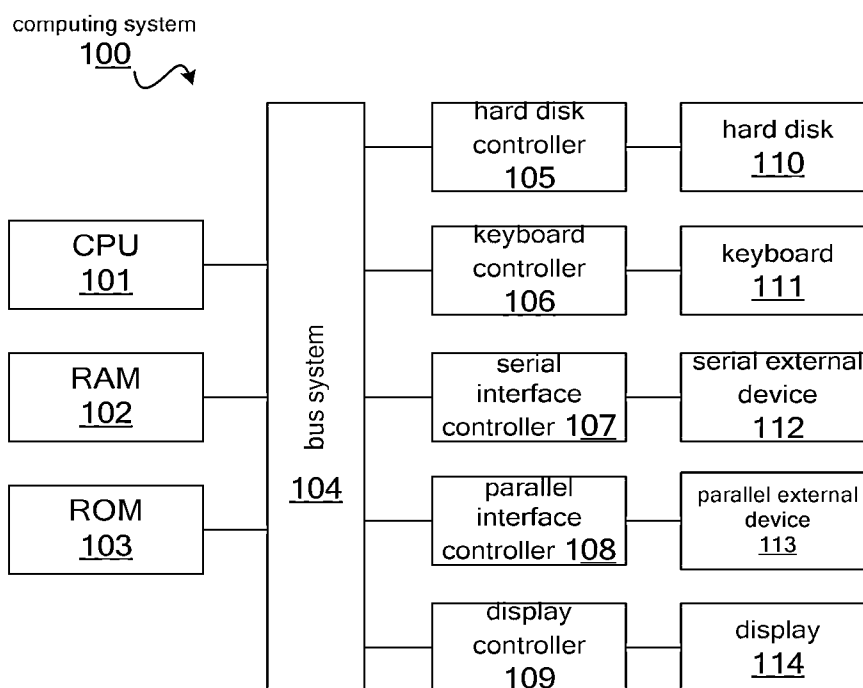 computing system
100
CPU
101
RAM
102
ROM
103
bus system
104
hard disk
controller
105
hard disk
110
keyboard
controller
106
keyboard
111
serial
interface
controller 107
serial external
device
112
parallel
interface
controller 108
parallel external
device
113
display
controller
109
display
114